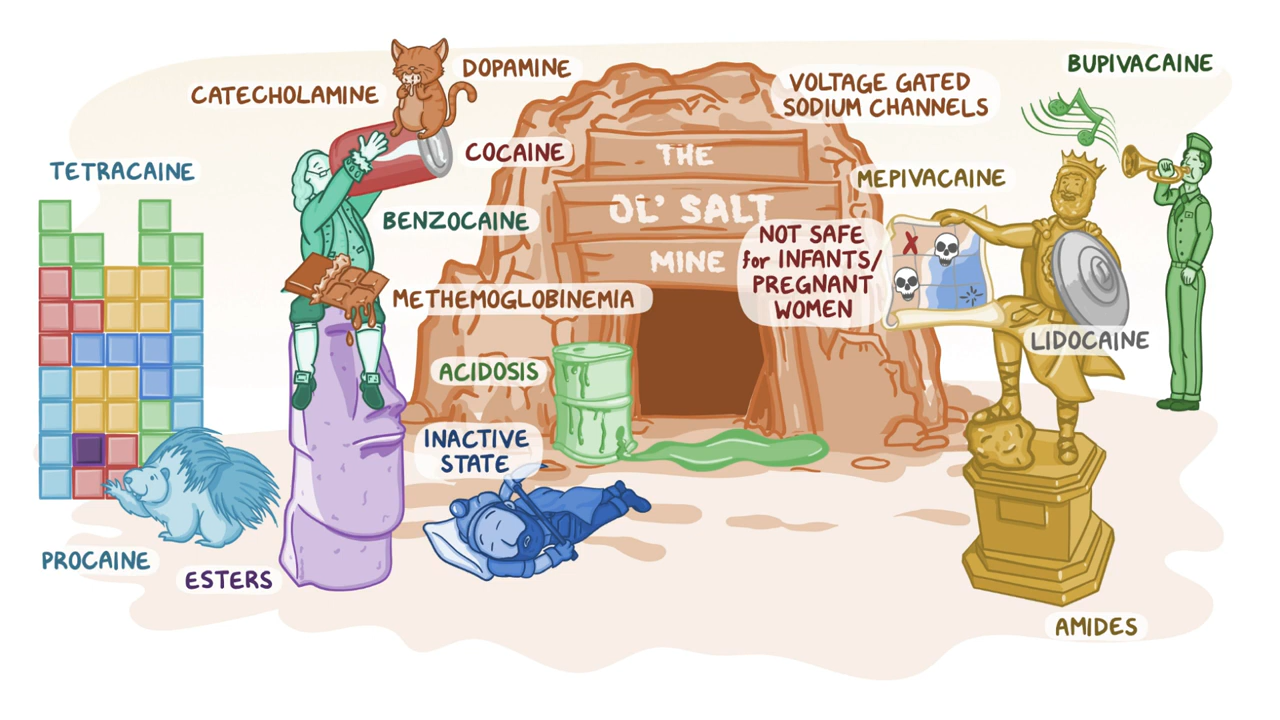 DOPAMINE
CATECHOLAMINE
BUPIVACAINE
VOLTAGE GATED
SODIUM CHANNELS
TETRACAINE
COCAINE
THE
OL' SALT
MINE
MEPIVACAINE
BENZOCAINE
NOT SAFE
for INFANTS/
PREGNANT
WOMEN
METHEMOGLOBINEMIA
LIDOCAINE
ACIDOSIS
INACTIVE
STATE
PROCAINE
ESTERS
AMIDES